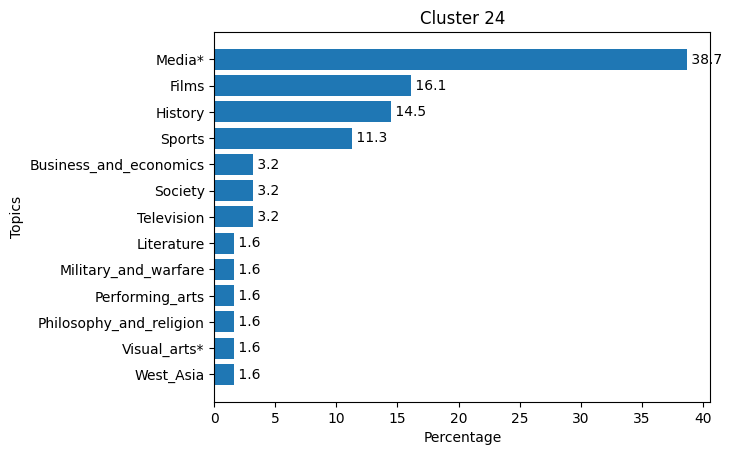 Cluster 24
Topics
Media* 38.7
Films 16.1
History 14.5
Sports 11.3
Business_and_economics 3.2
Society 3.2
Television 3.2
Literature 1.6
Military_and_warfare 1.6
Performing_arts 1.6
Philosophy_and_religion 1.6
Visual_arts* 1.6
West_Asia 1.6
0 5 10 15 20 25 30 35 40
Percentage